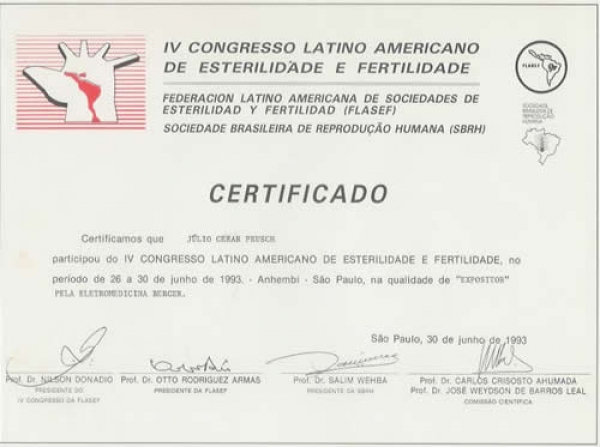 IV CONGRESSO LATINO AMERICANO
DE ESTERILIDADE E FERTILIDADE
FEDERACION LATINO AMERICANA DE SOCIEDADES DE
ESTERILIDAD Y FERTILIDAD (FLASEF)
SOCIEDADE BRASILEIRA DE REPRODUÇÃO HUMANA (SBRH)
FLASEF
SOCIEDADE
BRASILEIRA DE
REPRODUÇÃO
HUMANA
CERTIFICADO
Certificamos que JÚLIO CESAR PEUSCH
participou do IV CONGRESSO LATINO AMERICANO DE ESTERILIDADE E FERTILIDADE, no
período de 26 a 30 de junho de 1993. - Anhembi - São Paulo, na qualidade de "EXPOSITOR"
PELA ELETROMEDICINA BERGER.
São Paulo, 30 de junho de 1993
Prof. Dr. NILSON DONADIO
PRESIDENTE DO
IV CONGRESSO DA FLASEF
Prof. Dr. OTTO RODRIGUEZ ARMAS
PRESIDENTE DA FLASEF
Prof. Dr. SALIM WEHBA
PRESIDENTE DA SBRH
Prof. Dr. CARLOS CRISOSTO AHUMADA
Prof. Dr. JOSÉ WEYDSON DE BARROS LEAL
COMISSÃO CIENTÍFICA